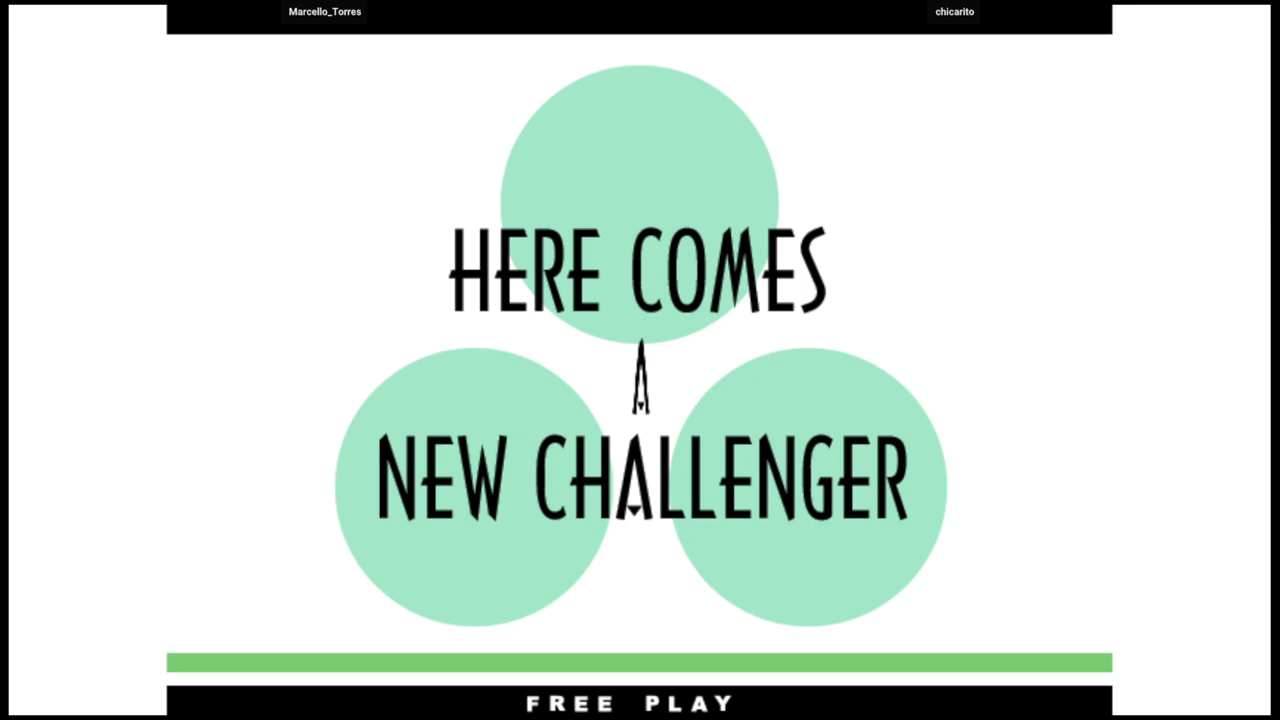 Marcello_Torres chicarito
HERE COMES
A
NEW CHALLENGER
FREE PLAY